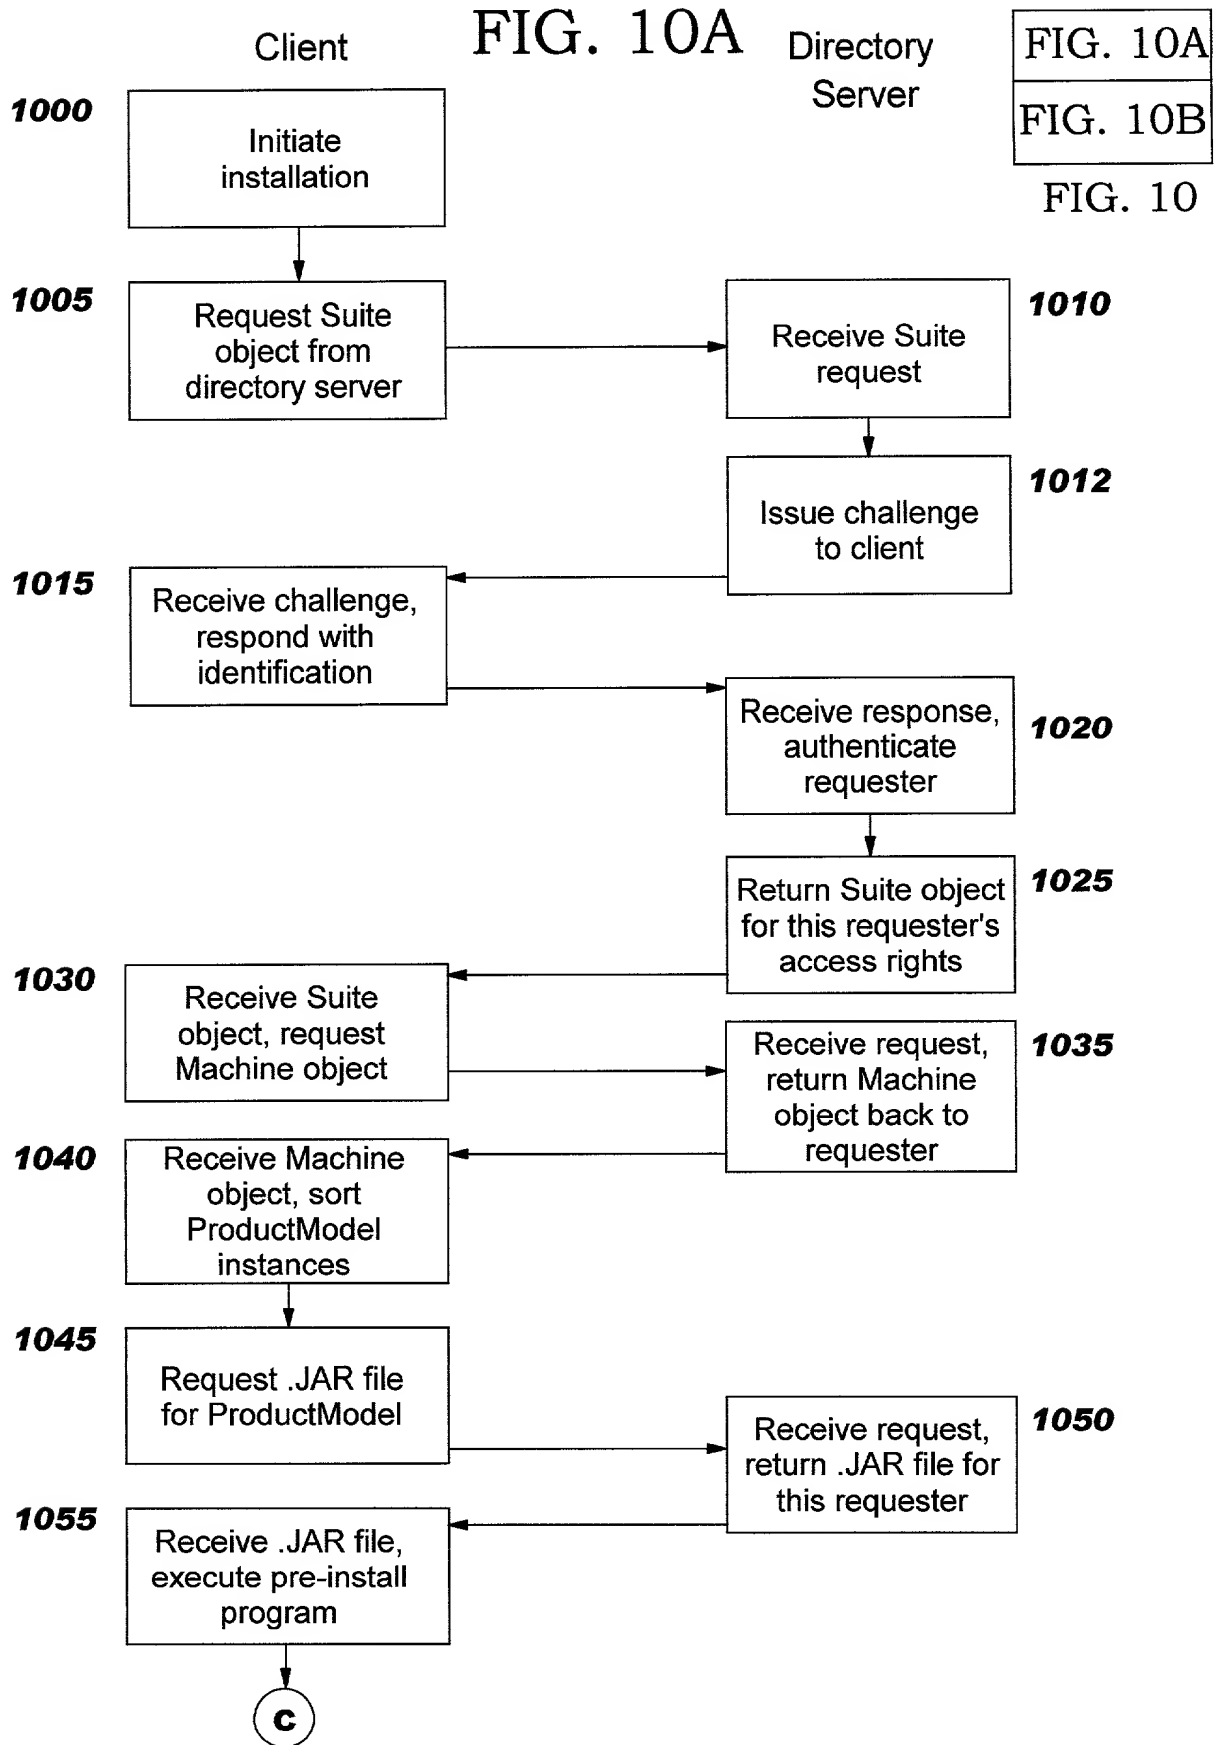 FIG. 10A
Client
Directory
Server
FIG. 10A
FIG. 10B
FIG. 10
1000
Initiate
installation
1005
Request Suite
object from
directory server
1010
Receive Suite
request
1012
Issue challenge
to client
1015
Receive challenge,
respond with
identification
1020
Receive response,
authenticate
requester
1025
Return Suite object
for this requester's
access rights
1030
Receive Suite
object, request
Machine object
1035
Receive request,
return Machine
object back to
requester
1040
Receive Machine
object, sort
ProductModel
instances
1045
Request .JAR file
for ProductModel
1050
Receive request,
return .JAR file for
this requester
1055
Receive .JAR file,
execute pre-install
program
C